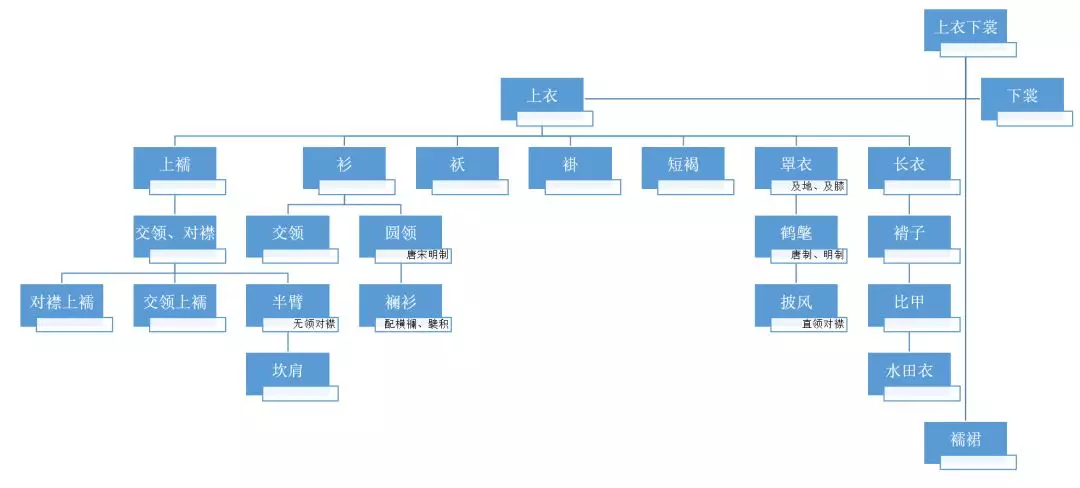 上衣下裳
上衣
下裳
上襦
衫
袄
褂
短褐
罩衣
及地、及膝
长衣
交领、对襟
交领
圆领
唐宋明制
鹤氅
唐制、明制
褙子
对襟上襦
交领上襦
半臂
无领对襟
襕衫
配横襕、襞积
披风
直领对襟
比甲
坎肩
水田衣
襦裙